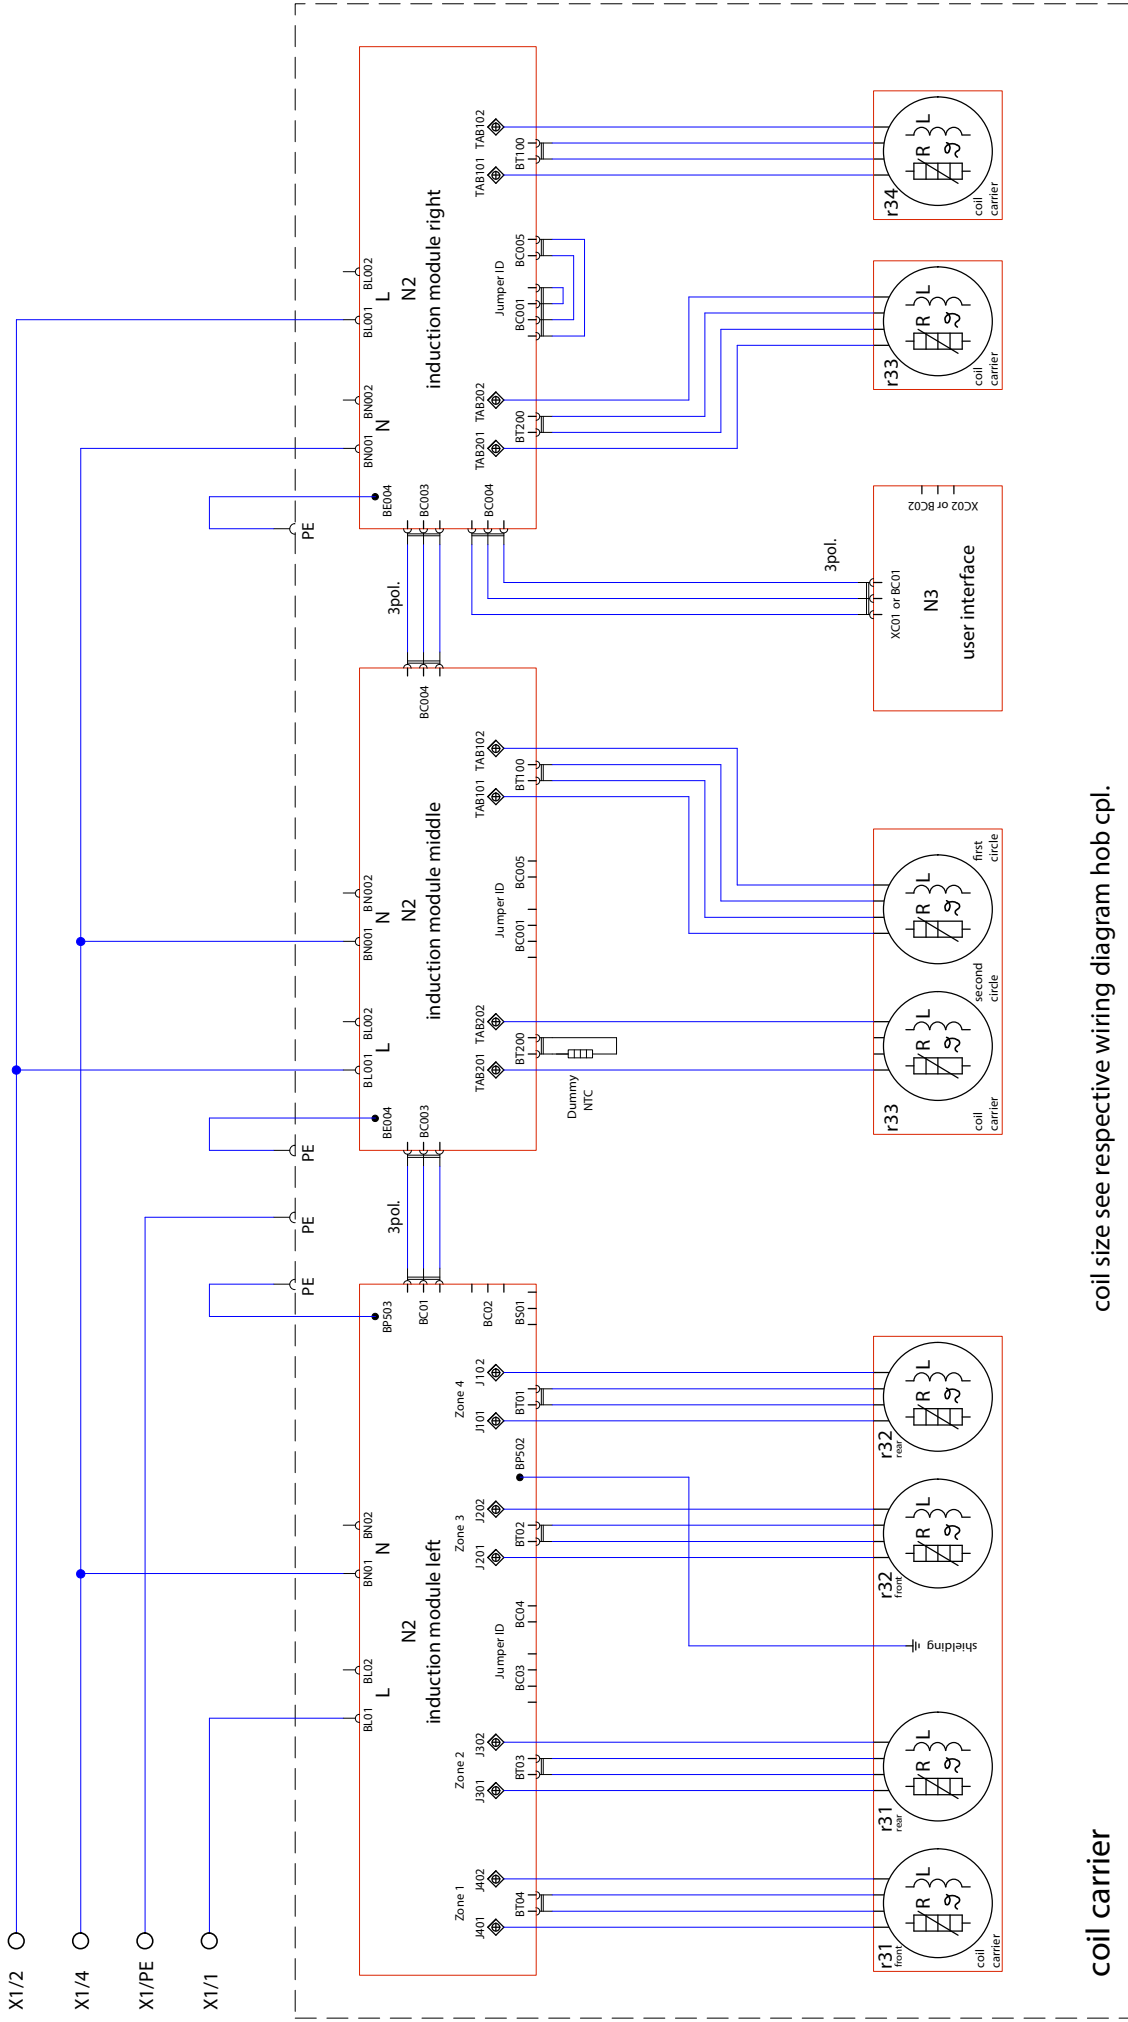 X1/2
X1/4
X1/PE
X1/1
PE
PE
PE
PE
BL01
BL02
L
BN01
BN02
N
BP503
N2
induction module left
BC01
BC02
BS01
Zone 1
J401
J402
BT04
Zone 2
J301
J302
BT03
Jumper ID
BC03
BC04
Zone 3
J201
J202
BT02
BP502
Zone 4
J101
J102
BT01
3pol.
BE004
BC003
BL001
BL002
L
BN001
BN002
N
N2
induction module middle
BC004
TAB201
TAB202
BT200
Dummy
NTC
Jumper ID
BC001
BC005
TAB101
TAB102
BT100
3pol.
BE004
BC003
BC004
BN001
BN002
N
BL001
BL002
L
N2
induction module right
TAB201
TAB202
BT200
Jumper ID
BC001
BC005
TAB101
TAB102
BT100
r31
front
R
L
coil
carrier
r31
rear
R
L
shielding
r32
front
R
L
r32
rear
R
L
r33
R
L
coil
carrier
second
circle
R
L
first
circle
3pol.
XC01 or BC01
N3
user interface
XC02 or BC02
r33
R
L
coil
carrier
r34
R
L
coil
carrier
coil carrier
coil size see respective wiring diagram hob cpl.